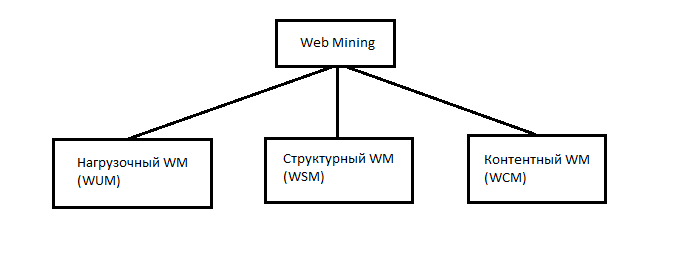 Web Mining
Нагрузочный WM
(WUM)
Структурный WM
(WSM)
Контентный WM
(WCM)